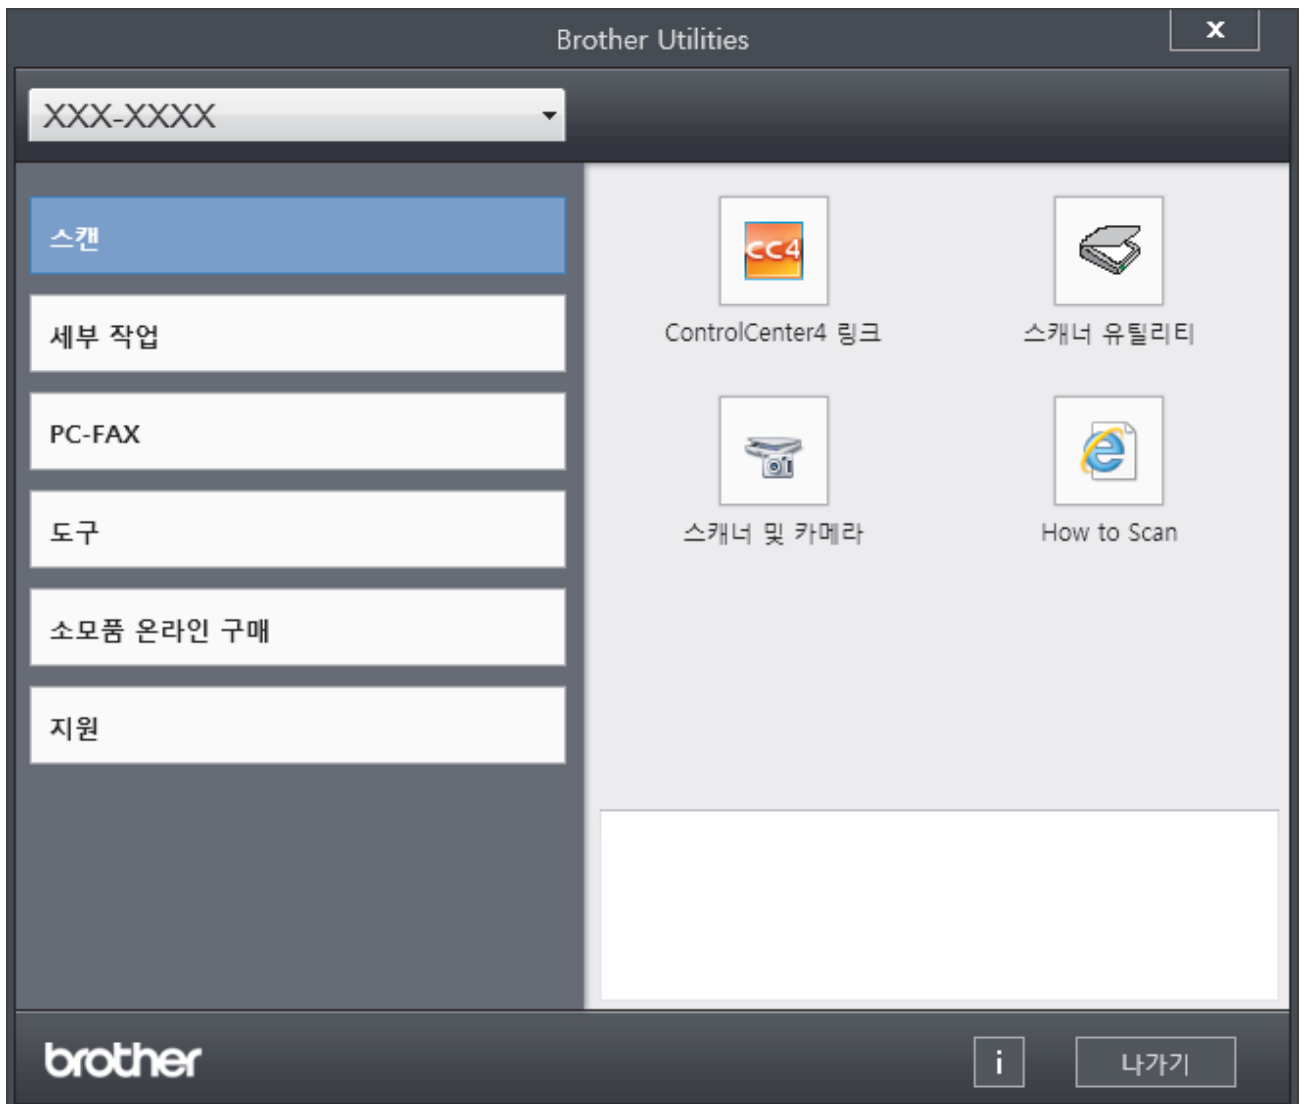 Brother Utilities
X
XXX-XXXX
스캔
세부 작업
PC-FAX
도구
소모품 온라인 구매
지원
CC4
ControlCenter4 링크
스캐너 유틸리티
스캐너 및 카메라
How to Scan
brother
i
나가기